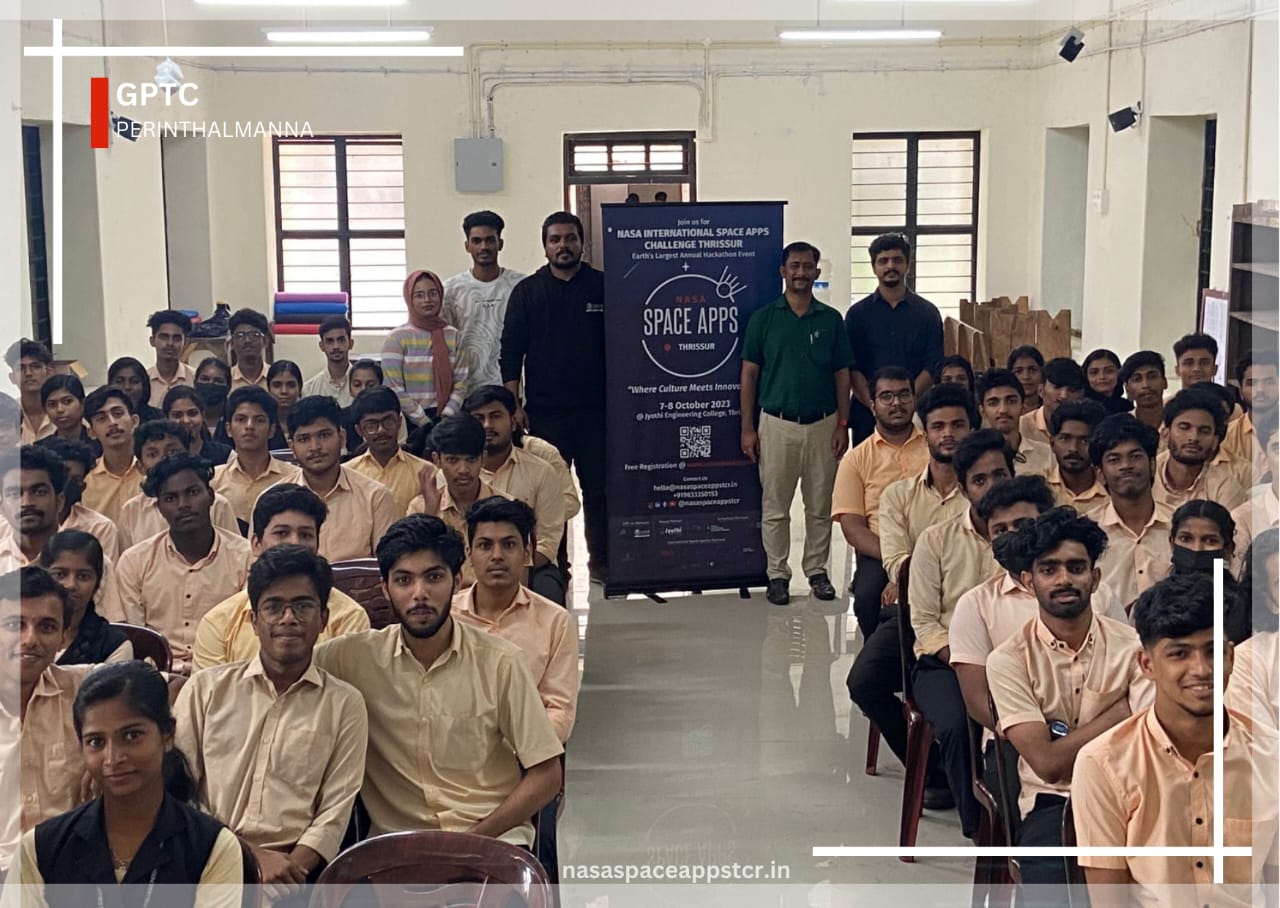 GPTC
PERINTHALMANNA
Join us for
NASA INTERNATIONAL SPACE APPS
CHALLENGE THRISSUR
Earth's Largest Annual Hackathon Event
NASA
SPACE APPS
THRISSUR
"Where Culture Meets Innova
7-8 October 2023
@ Jyothi Engineering College, Thri
Free Registration @
Contact Us
hello@nasaspaceappstcr.in
+919633350153
@nasaspaceappstcr
Jyothi
nasaspaceappstcr.in